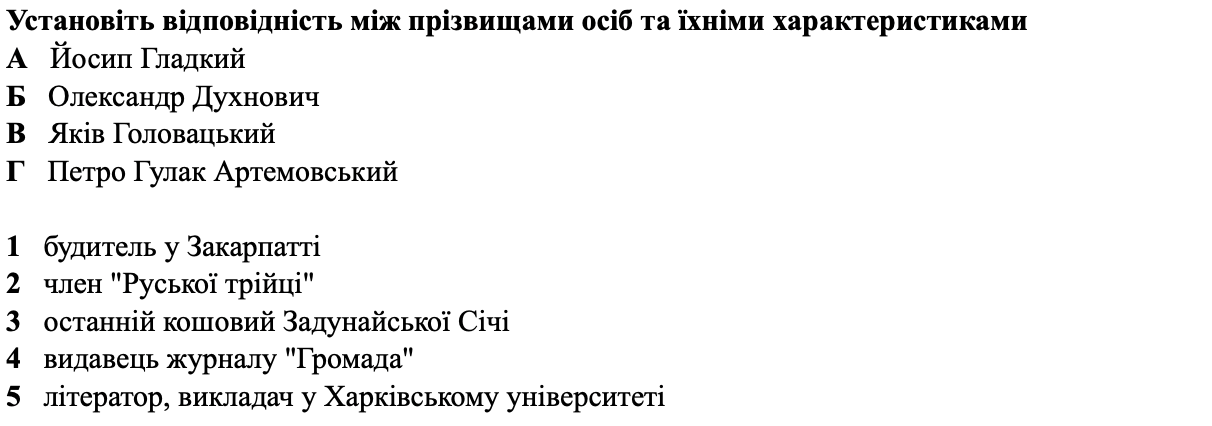 Установіть відповідність між прізвищами осіб та їхніми характеристиками
А Йосип Гладкий
Б Олександр Духнович
В Яків Головацький
Г Петро Гулак Артемовський
1 будитель у Закарпатті
2 член "Руської трійці"
3 останній кошовий Задунайської Січі
4 видавець журналу "Громада"
5 літератор, викладач у Харківському університеті